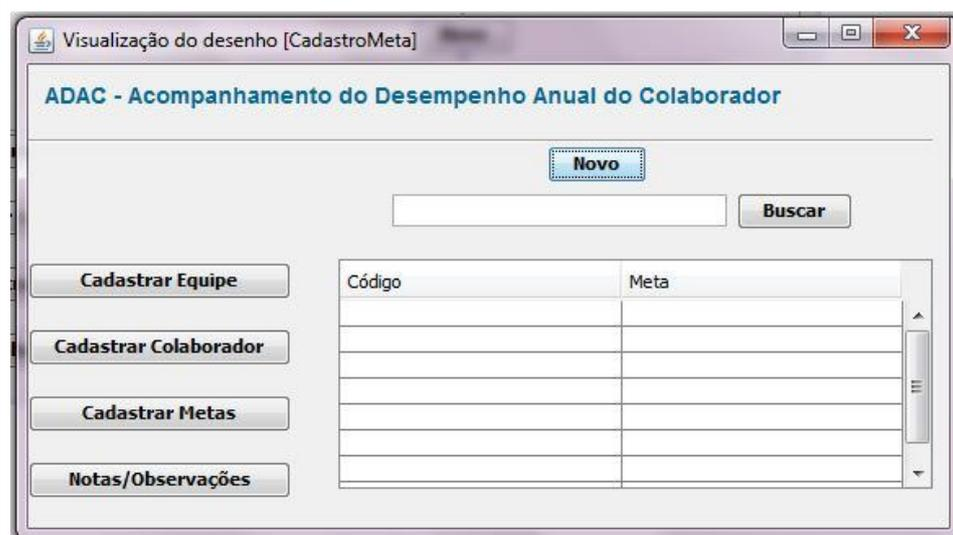 Visualização do desenho [CadastroMeta]
ADAC - Acompanhamento do Desempenho Anual do Colaborador
Novo
Buscar
Cadastrar Equipe
Código Meta
Cadastrar Colaborador
Cadastrar Metas
Notas/Observações